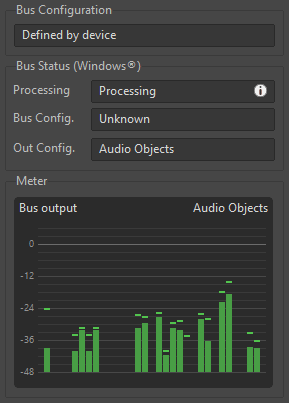 Bus Configuration
Defined by device
Bus Status (Windows®)
Processing Processing
Bus Config. Unknown
Out Config. Audio Objects
Meter
Bus output Audio Objects
0
-12
-24
-36
-48